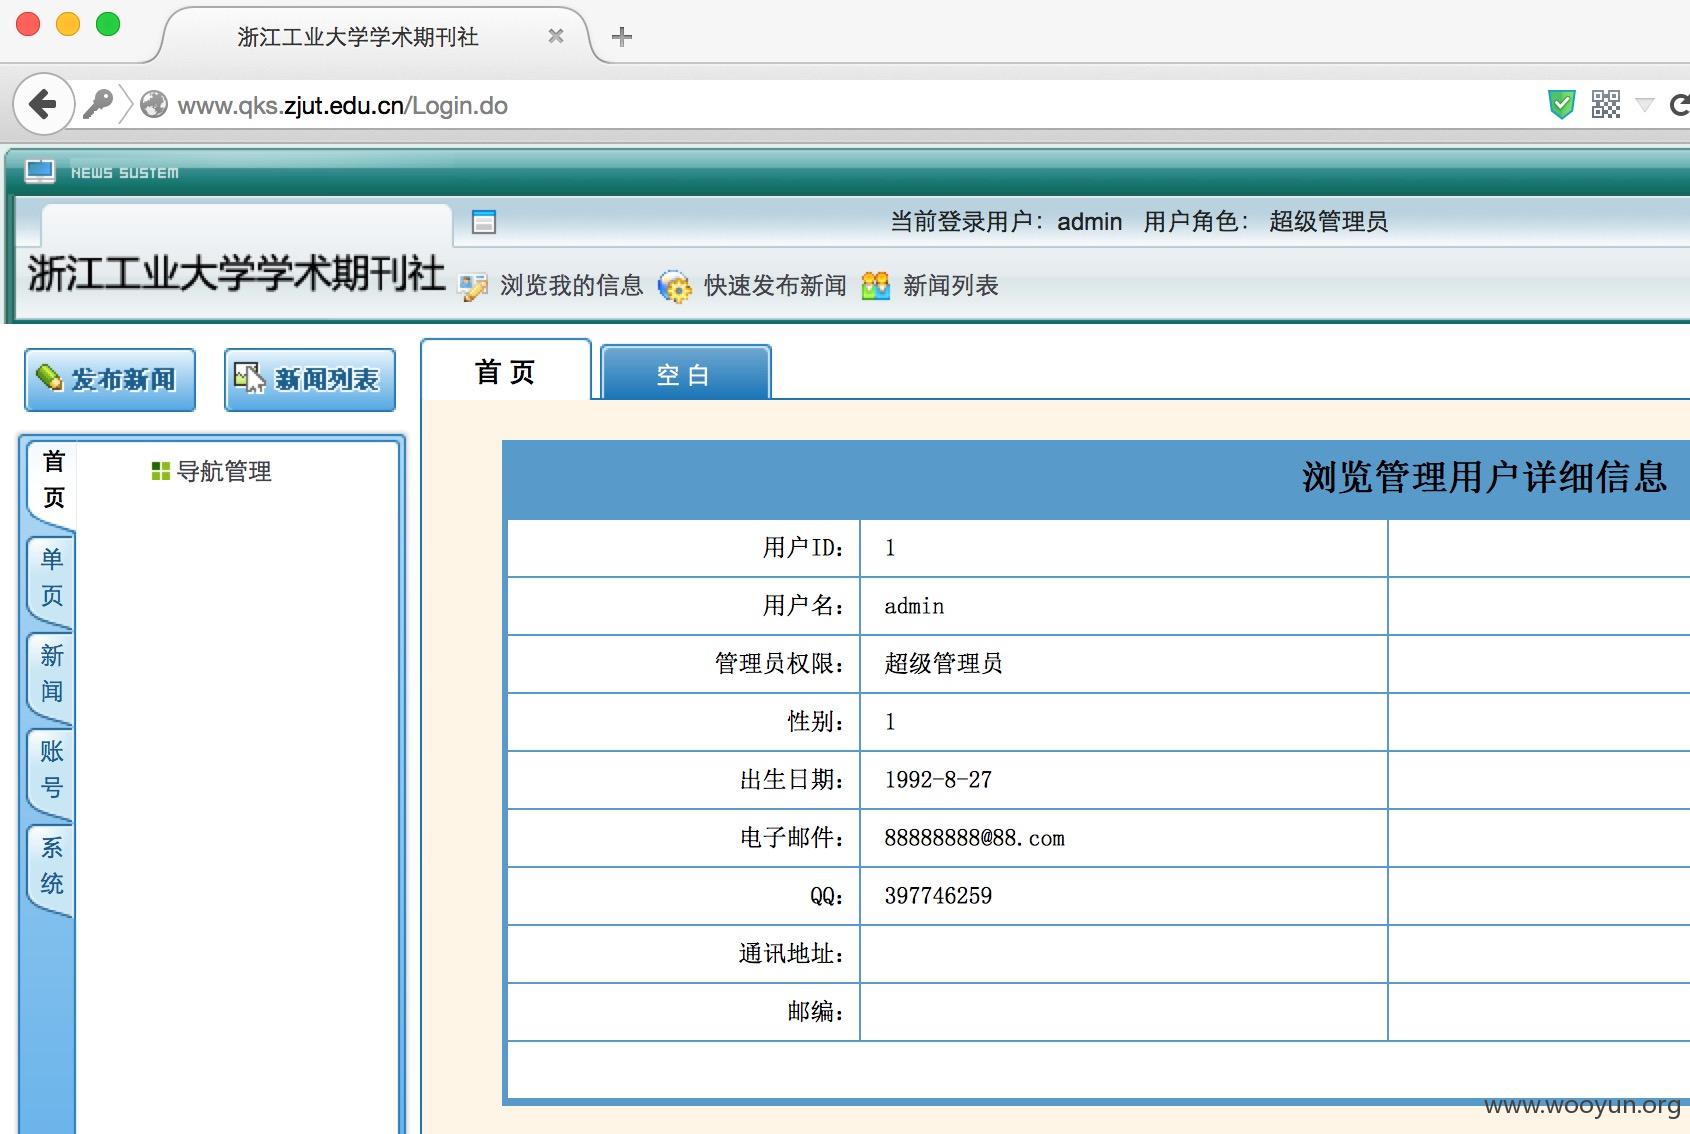 浙江工业大学学术期刊社
www.qks.zjut.edu.cn/Login.do
NEWS SUSTEM
当前登录用户：admin 用户角色：超级管理员
浙江工业大学学术期刊社
浏览我的信息 快速发布新闻 新闻列表
发布新闻 新闻列表
首页 空白
首页
单页
新闻
账号
系统
导航管理
浏览管理用户详细信息
用户ID： 1
用户名： admin
管理员权限： 超级管理员
性别： 1
出生日期： 1992-8-27
电子邮件： 88888888@88.com
QQ： 397746259
通讯地址：
邮编：
www.wooyun.org